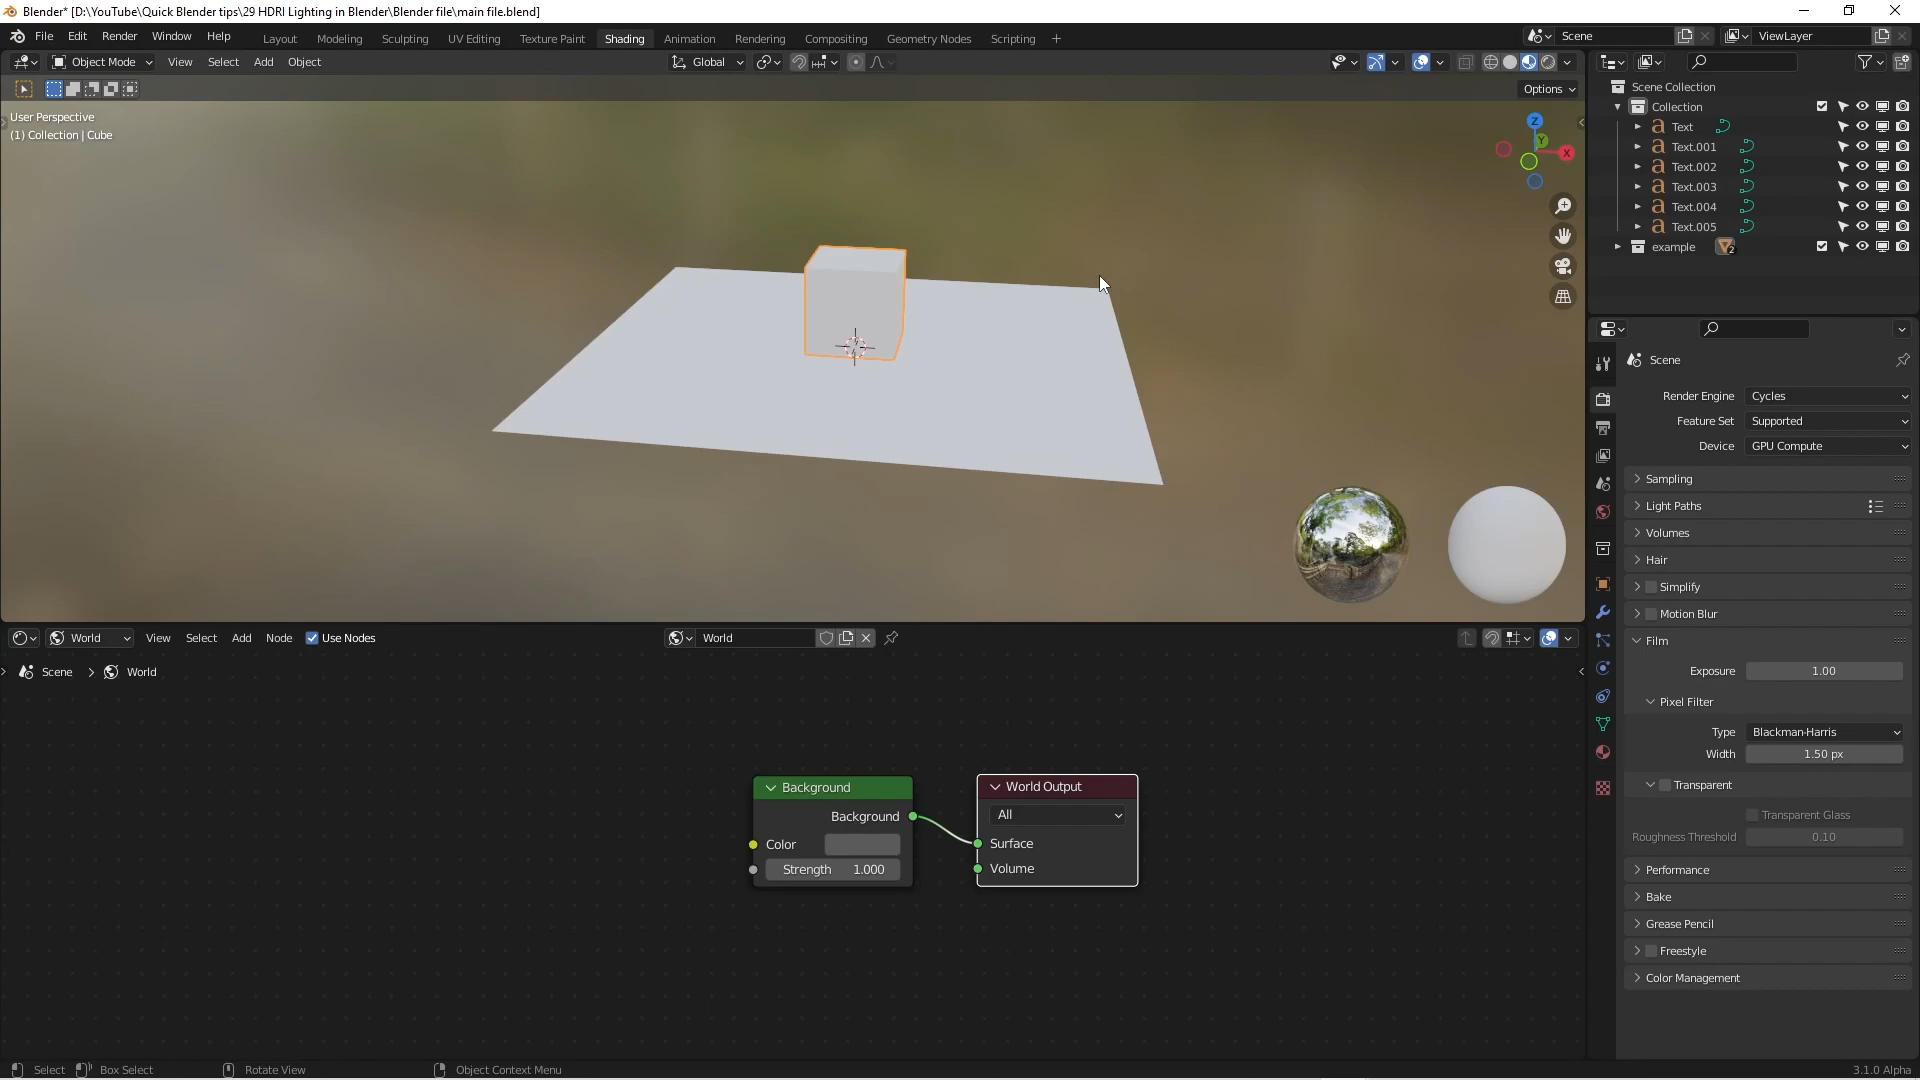 Blender* [D:\YouTube\Quick Blender tips\29 HDRI Lighting in Blender\Blender file\main file.blend]
File Edit Render Window Help
Layout Modeling Sculpting UV Editing Texture Paint Shading Animation Rendering Compositing Geometry Nodes Scripting +
Scene
ViewLayer
Object Mode View Select Add Object
Global
Options
User Perspective
(1) Collection | Cube
Z
Y
X
Scene Collection
Collection
Text
Text.001
Text.002
Text.003
Text.004
Text.005
example 2
Scene
Render Engine Cycles
Feature Set Supported
Device GPU Compute
Sampling
Light Paths
Volumes
Hair
Simplify
Motion Blur
Film
Exposure 1.00
Pixel Filter
Type Blackman-Harris
Width 1.50 px
Transparent
Transparent Glass
Roughness Threshold 0.10
Performance
Bake
Grease Pencil
Freestyle
Color Management
World View Select Add Node Use Nodes
World
Scene > World
Background
Background
Color
Strength 1.000
World Output
All
Surface
Volume
Select Box Select Rotate View Object Context Menu
3.1.0 Alpha